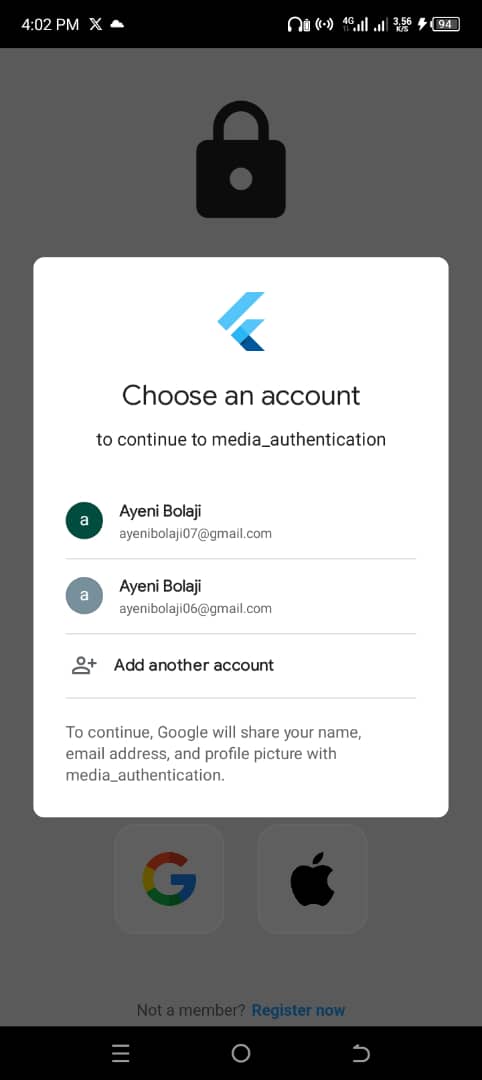 4:02 PM
4G
3,56
K/S
94
Choose an account
to continue to media_authentication
a
Ayeni Bolaji
ayenibolaji07@gmail.com
a
Ayeni Bolaji
ayenibolaji06@gmail.com
Add another account
To continue, Google will share your name,
email address, and profile picture with
media_authentication.
Not a member? Register now